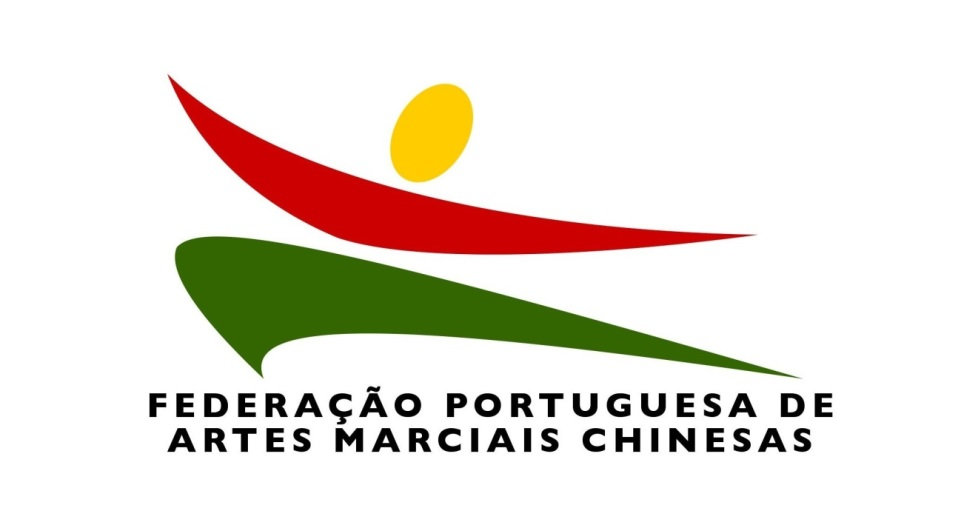 FEDERAÇÃO PORTUGUESA DE
ARTES MARCIAIS CHINESAS